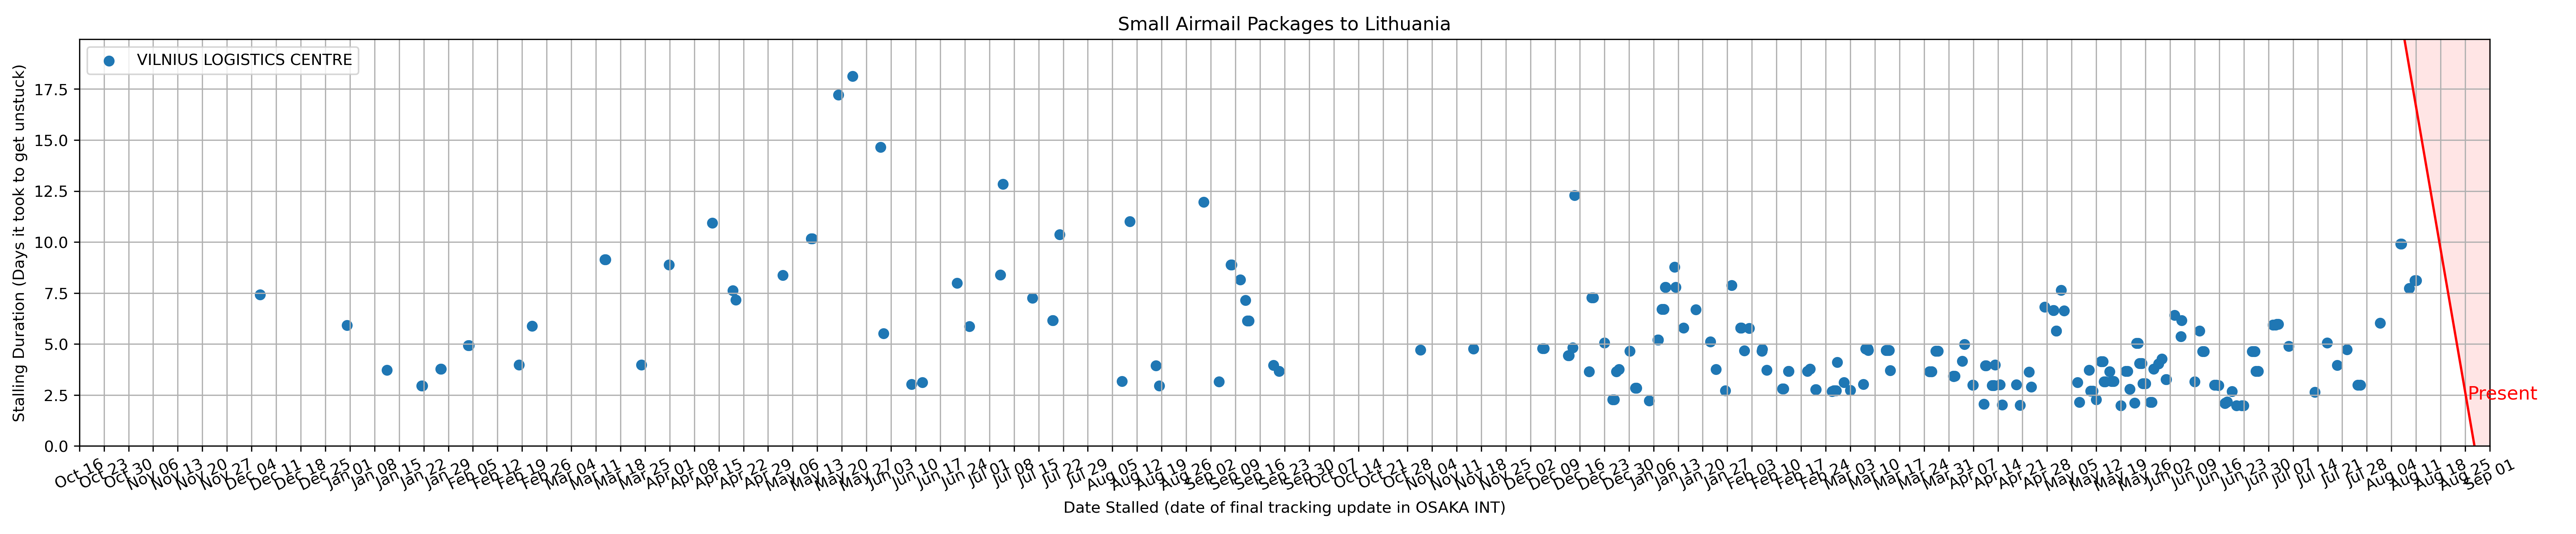 Small Airmail Packages to Lithuania
VILNIUS LOGISTICS CENTRE
Stalling Duration (Days it took to get unstuck)
17.5
15.0
12.5
10.0
7.5
5.0
2.5
0.0
Present
Oct 16
Oct 23
Oct 30
Nov 06
Nov 13
Nov 20
Nov 27
Dec 04
Dec 11
Dec 18
Dec 25
Jan 01
Jan 08
Jan 15
Jan 22
Jan 29
Feb 05
Feb 12
Feb 19
Feb 26
Mar 04
Mar 11
Mar 18
Mar 25
Apr 01
Apr 08
Apr 15
Apr 22
Apr 29
May 06
May 13
May 20
May 27
Jun 03
Jun 10
Jun 17
Jun 24
Jul 01
Jul 08
Jul 15
Jul 22
Jul 29
Aug 05
Aug 12
Aug 19
Aug 26
Sep 02
Sep 09
Sep 16
Sep 23
Sep 30
Oct 07
Oct 14
Oct 21
Oct 28
Nov 04
Nov 11
Nov 18
Nov 25
Dec 02
Dec 09
Dec 16
Dec 23
Dec 30
Jan 06
Jan 13
Jan 20
Jan 27
Feb 03
Feb 10
Feb 17
Feb 24
Mar 03
Mar 10
Mar 17
Mar 24
Mar 31
Apr 07
Apr 14
Apr 21
Apr 28
May 05
May 12
May 19
May 26
Jun 02
Jun 09
Jun 16
Jun 23
Jun 30
Jul 07
Jul 14
Jul 21
Jul 28
Aug 04
Aug 11
Aug 18
Aug 25
Sep 01
Date Stalled (date of final tracking update in OSAKA INT)